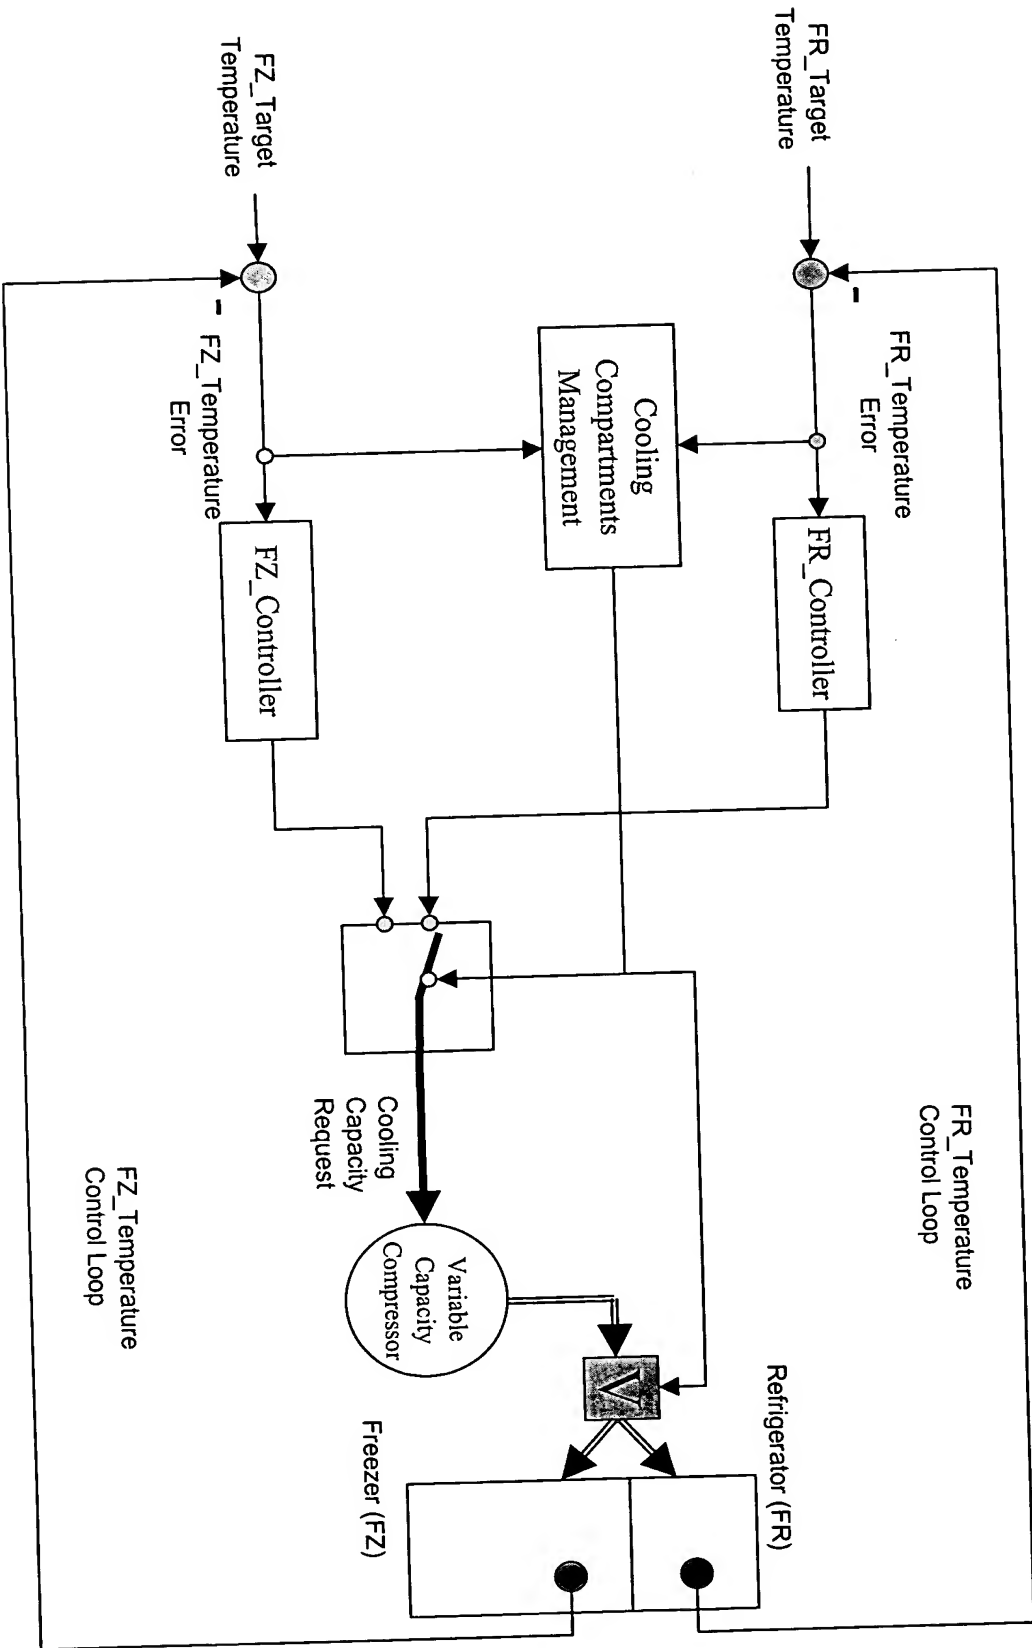 FR_Target
Temperature
FR_Temperature
Error
FR_Controller
FR_Temperature
Control Loop
Refrigerator (FR)
Cooling
Compartments
Management
V
FZ_Target
Temperature
-
-
FZ_Temperature
Error
FZ_Controller
Cooling
Capacity
Request
Variable
Capacity
Compressor
Freezer (FZ)
FZ_Temperature
Control Loop